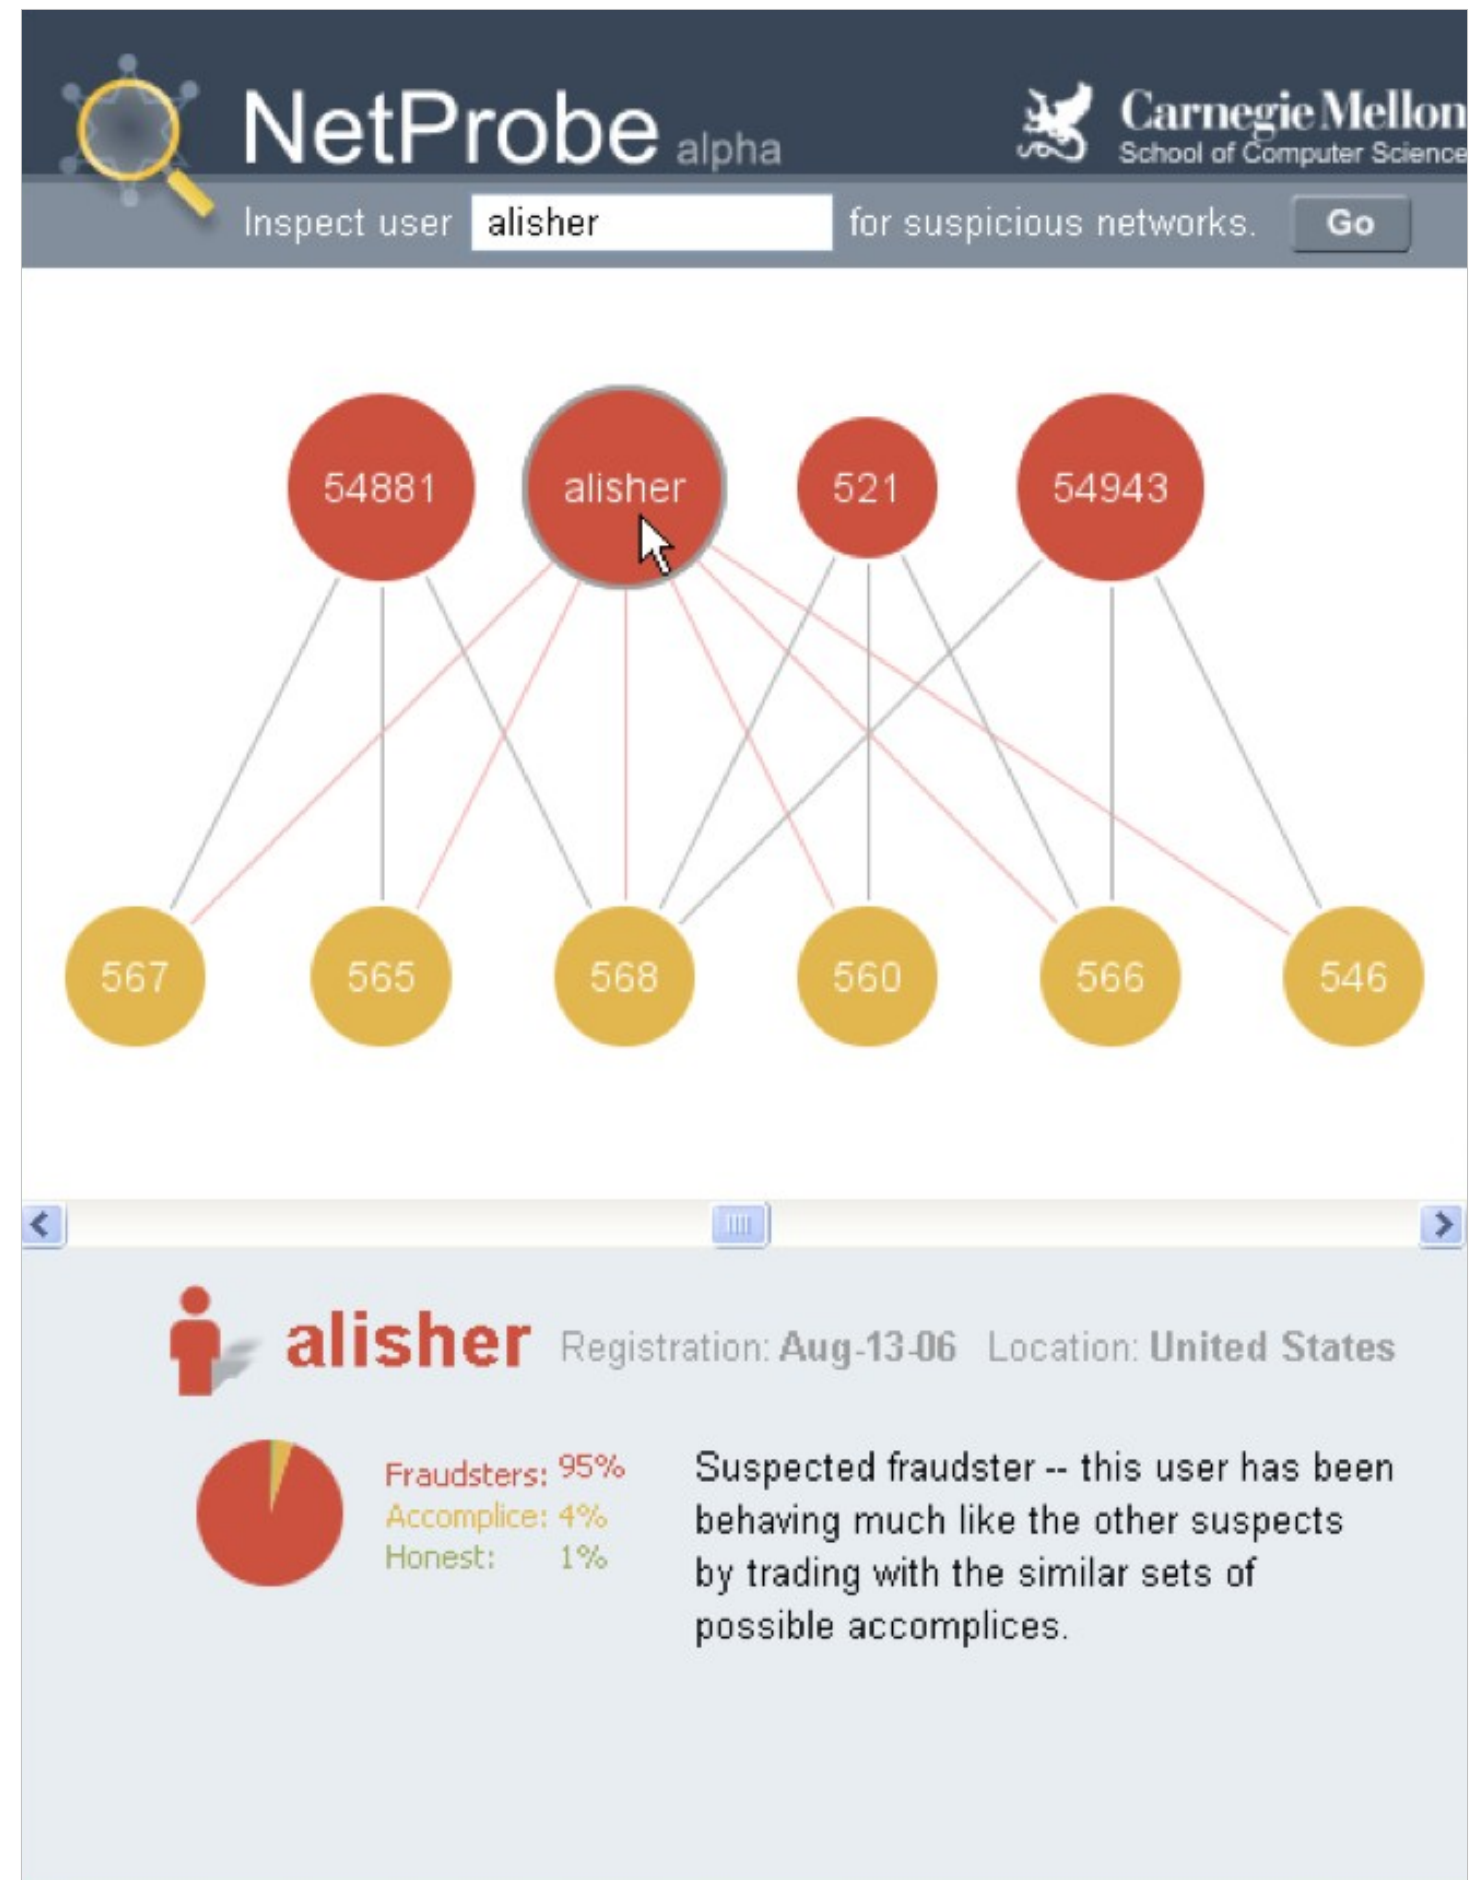 NetProbe alpha
Carnegie Mellon
School of Computer Science
Inspect user alisher for suspicious networks. Go
54881 alisher 521 54943
567 565 568 560 566 546
alisher Registration: Aug-13-06 Location: United States
Fraudsters: 95%
Accomplice: 4%
Honest: 1%
Suspected fraudster -- this user has been
behaving much like the other suspects
by trading with the similar sets of
possible accomplices.